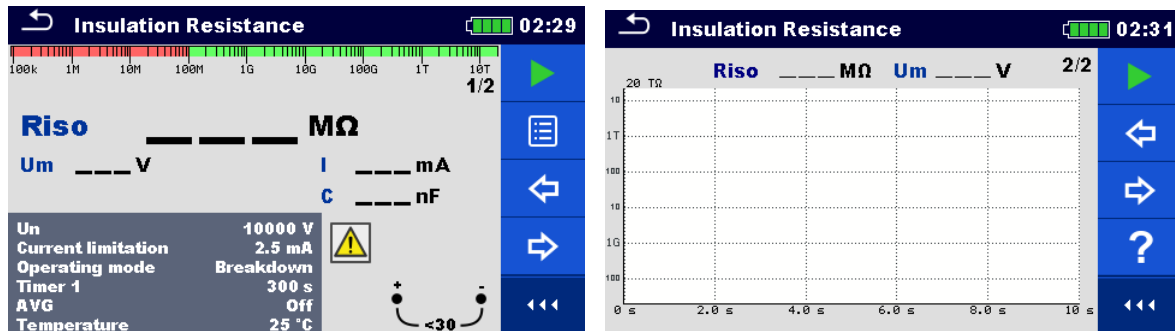 Insulation Resistance 02:29
100k 1M 10M 100M 1G 10G 100G 1T 10T
1/2
Riso ___ MΩ
Um ___ V I ___ mA
C ___ nF
Un 10000 V
Current limitation 2.5 mA
Operating mode Breakdown
Timer 1 300 s
AVG Off
Temperature 25 °C
+ -
<30
Insulation Resistance 02:31
Riso ___ MΩ Um ___ V 2/2
20 TΩ
10
1T
100
10
1G
100
0 s 2.0 s 4.0 s 6.0 s 8.0 s 10 s
?